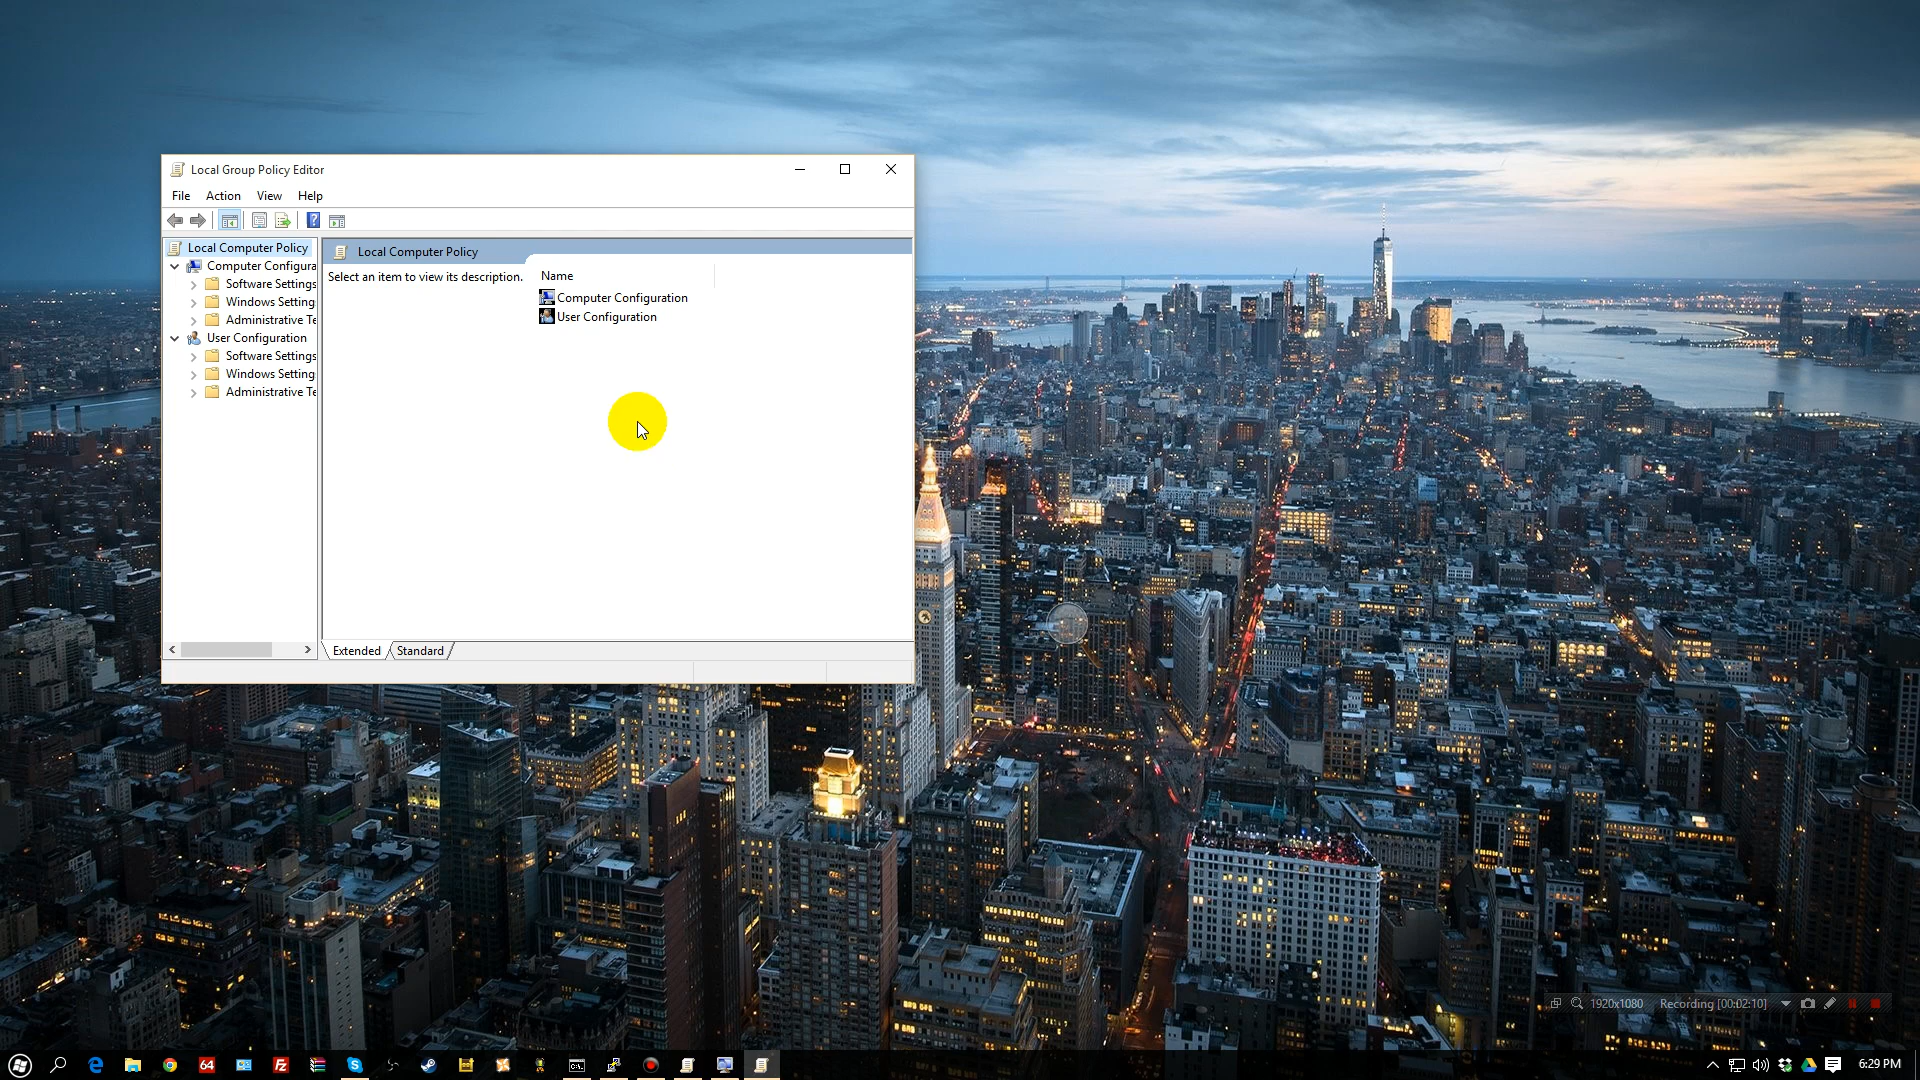 Local Group Policy Editor
File Action View Help
Local Computer Policy
Computer Configura
Software Settings
Windows Setting
Administrative Te
User Configuration
Software Settings
Windows Setting
Administrative Te
Local Computer Policy
Select an item to view its description.
Name
Computer Configuration
User Configuration
Extended Standard
1920x1080 Recording [00:02:10]
64
6:29 PM